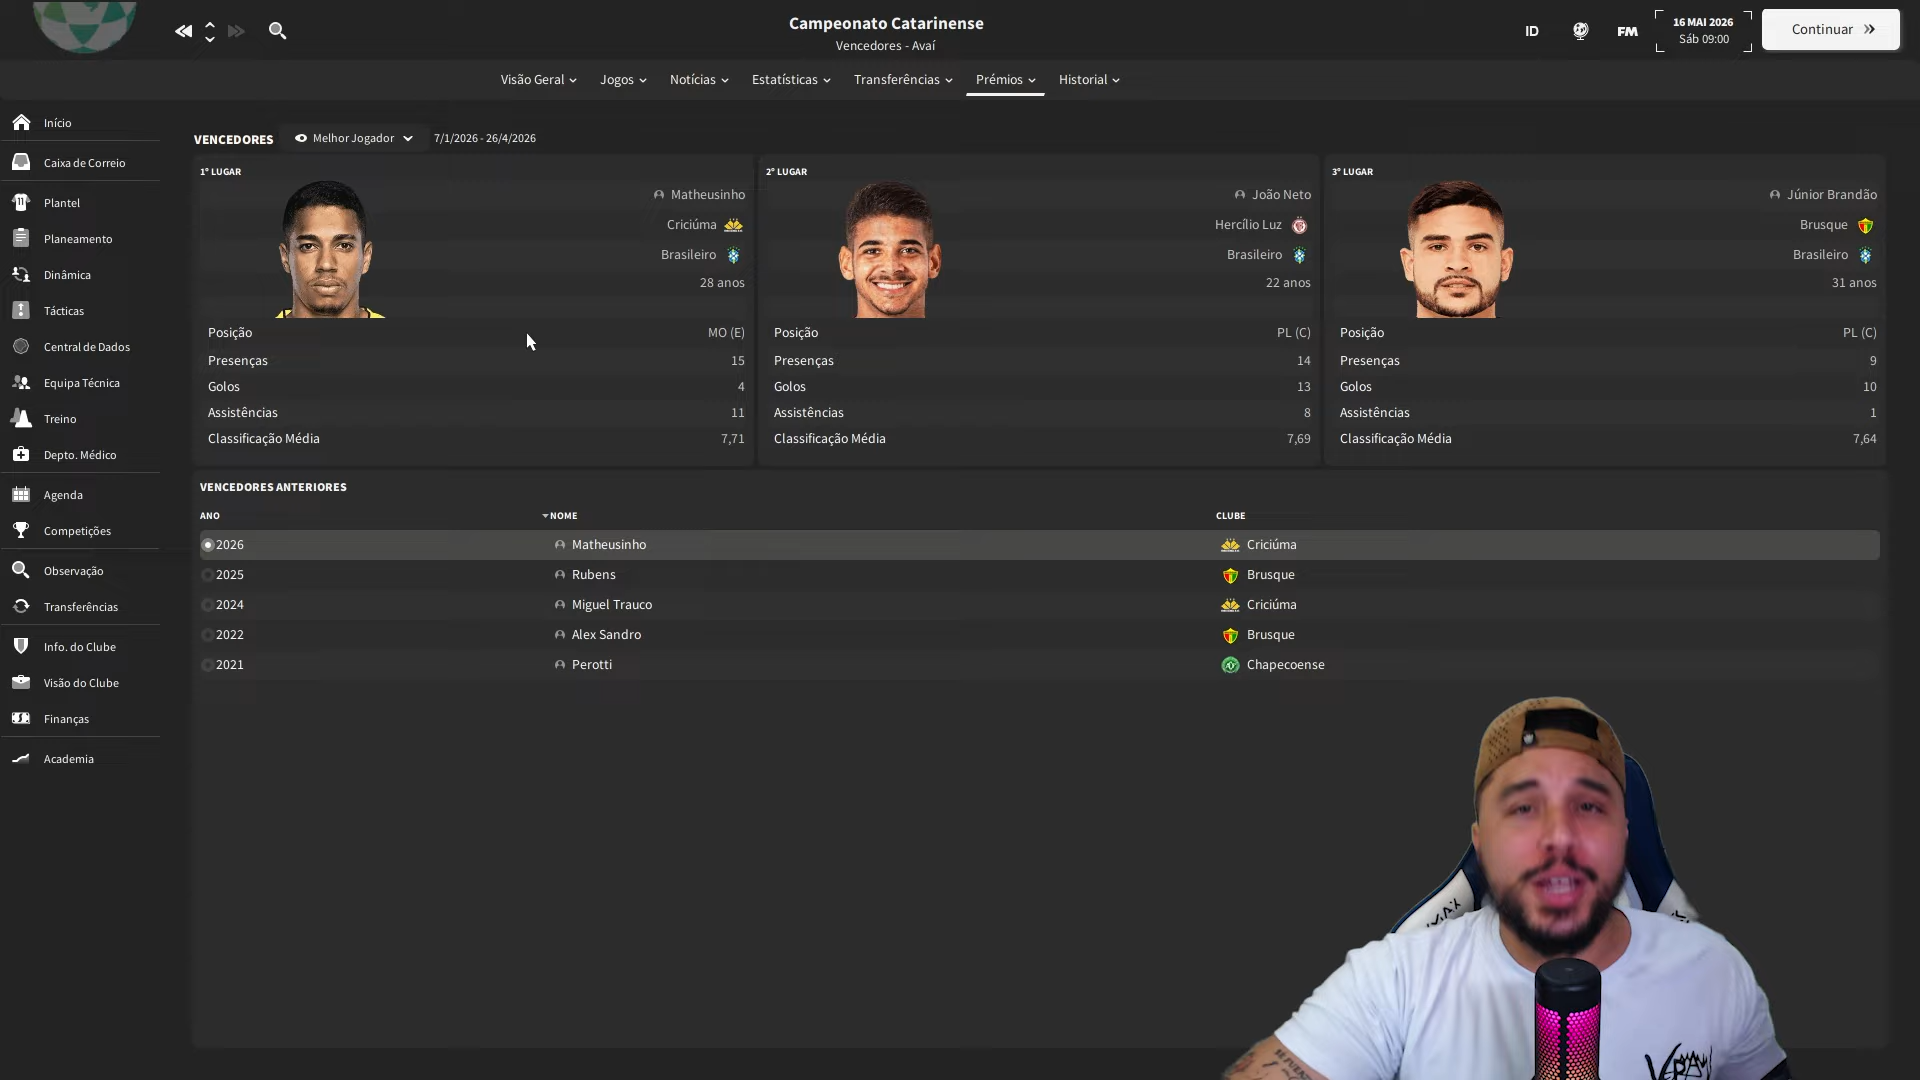 Campeonato Catarinense
Vencedores - Avaí
ID
FM
16 MAI 2026
Sáb 09:00
Continuar
Visão Geral
Jogos
Notícias
Estatísticas
Transferências
Prémios
Historial
Início
Caixa de Correio
Plantel
Planeamento
Dinâmica
Tácticas
Central de Dados
Equipa Técnica
Treino
Depto. Médico
Agenda
Competições
Observação
Transferências
Info. do Clube
Visão do Clube
Finanças
Academia
VENCEDORES
Melhor Jogador
7/1/2026 - 26/4/2026
1º LUGAR
Matheusinho
Criciúma
Brasileiro
28 anos
Posição MO (E)
Presenças 15
Golos 4
Assistências 11
Classificação Média 7,71
2º LUGAR
João Neto
Hercílio Luz
Brasileiro
22 anos
Posição PL (C)
Presenças 14
Golos 13
Assistências 8
Classificação Média 7,69
3º LUGAR
Júnior Brandão
Brusque
Brasileiro
31 anos
Posição PL (C)
Presenças 9
Golos 10
Assistências 1
Classificação Média 7,64
VENCEDORES ANTERIORES
ANO NOME CLUBE
2026 Matheusinho Criciúma
2025 Rubens Brusque
2024 Miguel Trauco Criciúma
2022 Alex Sandro Brusque
2021 Perotti Chapecoense